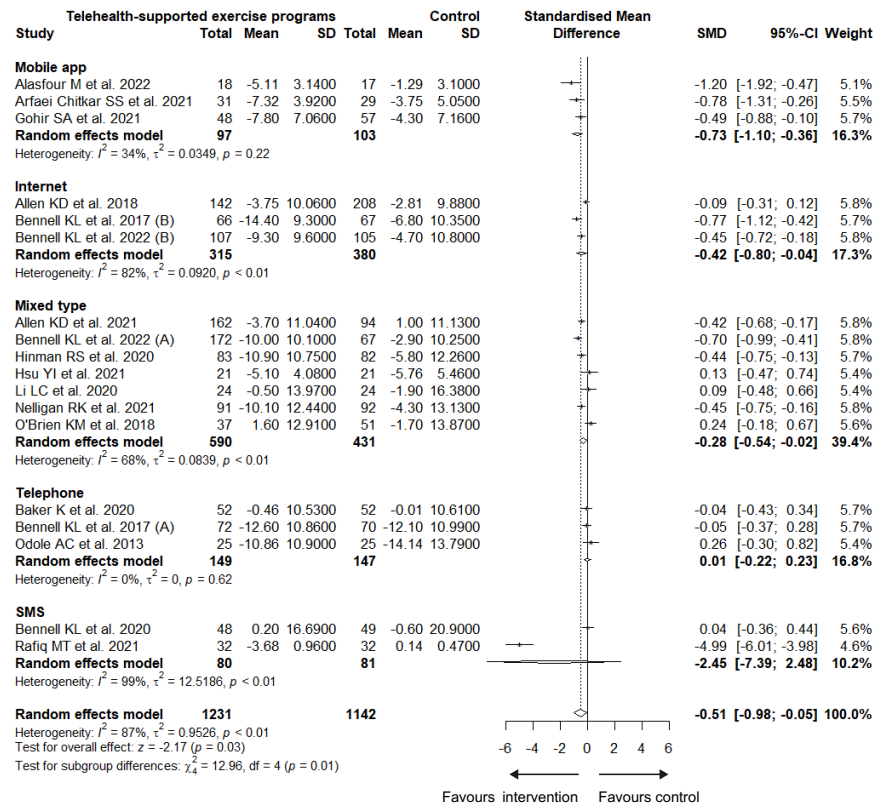 Telehealth-supported exercise programs Control Standardised Mean
Study Total Mean SD Total Mean SD Difference SMD 95%-CI Weight
Mobile app
Alasfour M et al. 2022 18 -5.11 3.1400 17 -1.29 3.1000 -1.20 [-1.92; -0.47] 5.1%
Arfaei Chitkar SS et al. 2021 31 -7.32 3.9200 29 -3.75 5.0500 -0.78 [-1.31; -0.26] 5.5%
Gohir SA et al. 2021 48 -7.80 7.0600 57 -4.30 7.1600 -0.49 [-0.88; -0.10] 5.7%
Random effects model 97 103 -0.73 [-1.10; -0.36] 16.3%
Heterogeneity: I² = 34%, τ² = 0.0349, p = 0.22
Internet
Allen KD et al. 2018 142 -3.75 10.0600 208 -2.81 9.8800 -0.09 [-0.31; 0.12] 5.8%
Bennell KL et al. 2017 (B) 66 -14.40 9.3000 67 -6.80 10.3500 -0.77 [-1.12; -0.42] 5.7%
Bennell KL et al. 2022 (B) 107 -9.30 9.6000 105 -4.70 10.8000 -0.45 [-0.72; -0.18] 5.8%
Random effects model 315 380 -0.42 [-0.80; -0.04] 17.3%
Heterogeneity: I² = 82%, τ² = 0.0920, p < 0.01
Mixed type
Allen KD et al. 2021 162 -3.70 11.0400 94 1.00 11.1300 -0.42 [-0.68; -0.17] 5.8%
Bennell KL et al. 2022 (A) 172 -10.00 10.1000 67 -2.90 10.2500 -0.70 [-0.99; -0.41] 5.8%
Hinman RS et al. 2020 83 -10.90 10.7500 82 -5.80 12.2600 -0.44 [-0.75; -0.13] 5.8%
Hsu YI et al. 2021 21 -5.10 4.0800 21 -5.76 5.4600 0.13 [-0.47; 0.74] 5.4%
Li LC et al. 2020 24 -0.50 13.9700 24 -1.90 16.3800 0.09 [-0.48; 0.66] 5.4%
Nelligan RK et al. 2021 91 -10.10 12.4400 92 -4.30 13.1300 -0.45 [-0.75; -0.16] 5.8%
O'Brien KM et al. 2018 37 1.60 12.9100 51 -1.70 13.8700 0.24 [-0.18; 0.67] 5.6%
Random effects model 590 431 -0.28 [-0.54; -0.02] 39.4%
Heterogeneity: I² = 68%, τ² = 0.0839, p < 0.01
Telephone
Baker K et al. 2020 52 -0.46 10.5300 52 -0.01 10.6100 -0.04 [-0.43; 0.34] 5.7%
Bennell KL et al. 2017 (A) 72 -12.60 10.8600 70 -12.10 10.9900 -0.05 [-0.37; 0.28] 5.8%
Odole AC et al. 2013 25 -10.86 10.9000 25 -14.14 13.7900 0.26 [-0.30; 0.82] 5.4%
Random effects model 149 147 0.01 [-0.22; 0.23] 16.8%
Heterogeneity: I² = 0%, τ² = 0, p = 0.62
SMS
Bennell KL et al. 2020 48 0.20 16.6900 49 -0.60 20.9000 0.04 [-0.36; 0.44] 5.6%
Rafiq MT et al. 2021 32 -3.68 0.9600 32 0.14 0.4700 -4.99 [-6.01; -3.98] 4.6%
Random effects model 80 81 -2.45 [-7.39; 2.48] 10.2%
Heterogeneity: I² = 99%, τ² = 12.5186, p < 0.01
Random effects model 1231 1142 -0.51 [-0.98; -0.05] 100.0%
Heterogeneity: I² = 87%, τ² = 0.9526, p < 0.01
Test for overall effect: z = -2.17 (p = 0.03)
Test for subgroup differences: χ²₄ = 12.96, df = 4 (p = 0.01)
-6 -4 -2 0 2 4 6
Favours intervention Favours control